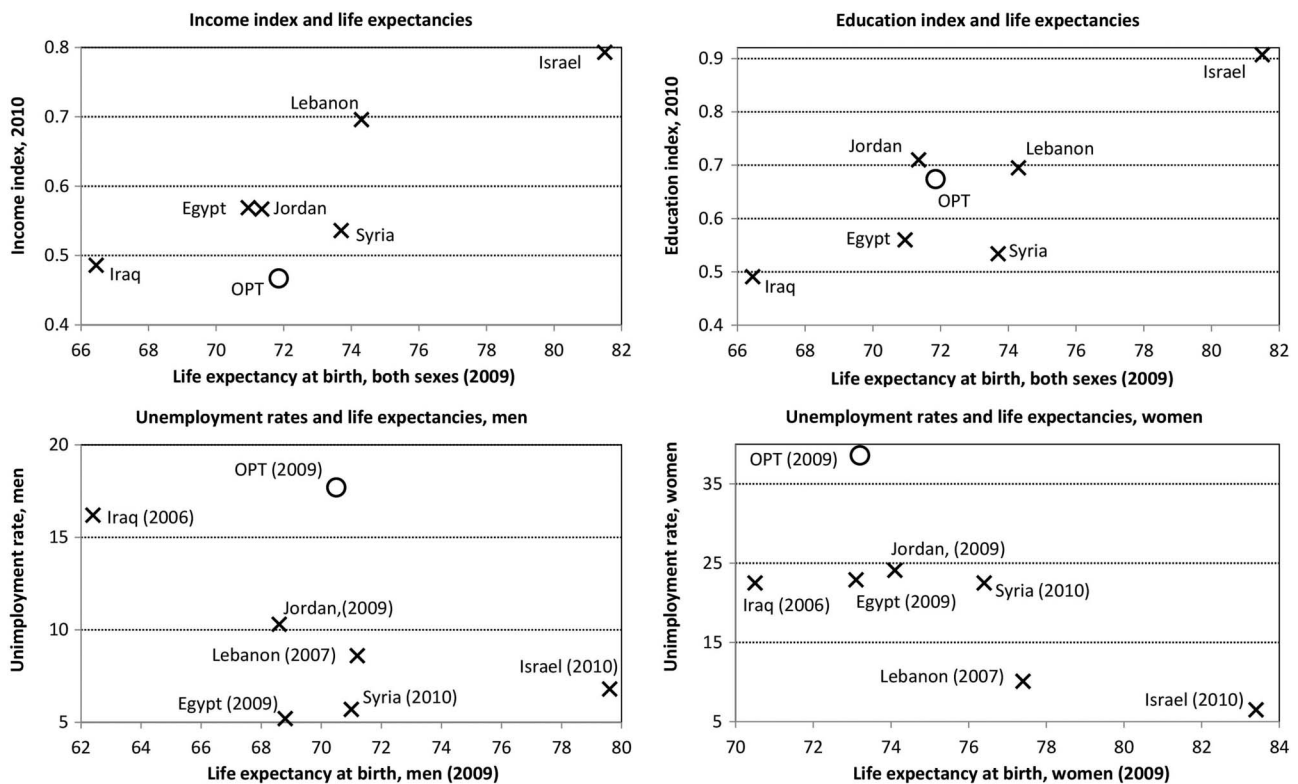 Income index and life expectancies
Income index, 2010
0.8
0.7
0.6
0.5
0.4
Israel
Lebanon
Egypt
Jordan
Syria
Iraq
OPT
66 68 70 72 74 76 78 80 82
Life expectancy at birth, both sexes (2009)
Education index and life expectancies
Education index, 2010
0.9
0.8
0.7
0.6
0.5
0.4
Israel
Jordan
Lebanon
OPT
Egypt
Syria
Iraq
66 68 70 72 74 76 78 80 82
Life expectancy at birth, both sexes (2009)
Unemployment rates and life expectancies, men
Unimployment rate, men
20
15
10
5
OPT (2009)
Iraq (2006)
Jordan,(2009)
Lebanon (2007)
Israel (2010)
Egypt (2009)
Syria (2010)
62 64 66 68 70 72 74 76 78 80
Life expectancy at birth, men (2009)
Unemployment rates and life expectancies, women
Unimployment rate, women
35
25
15
5
OPT (2009)
Jordan, (2009)
Iraq (2006)
Egypt (2009)
Syria (2010)
Lebanon (2007)
Israel (2010)
70 72 74 76 78 80 82 84
Life expectancy at birth, women (2009)